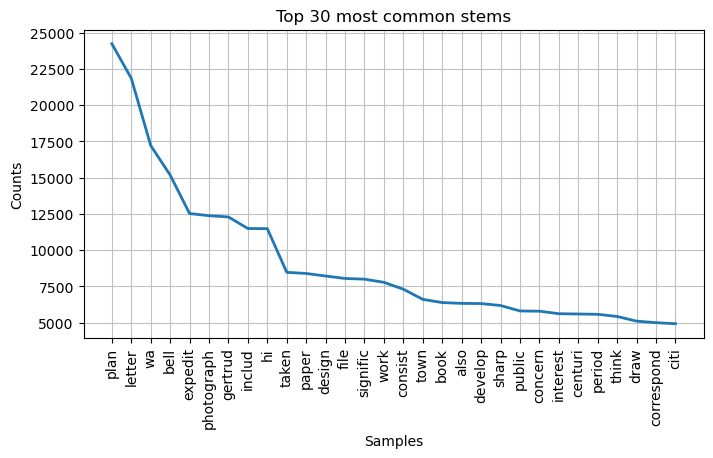 Top 30 most common stems
Counts
25000
22500
20000
17500
15000
12500
10000
7500
5000
plan
letter
wa
bell
expedit
photograph
gertrud
includ
hi
taken
paper
design
file
signific
work
consist
town
book
also
develop
sharp
public
concern
interest
centuri
period
think
draw
correspond
citi
Samples